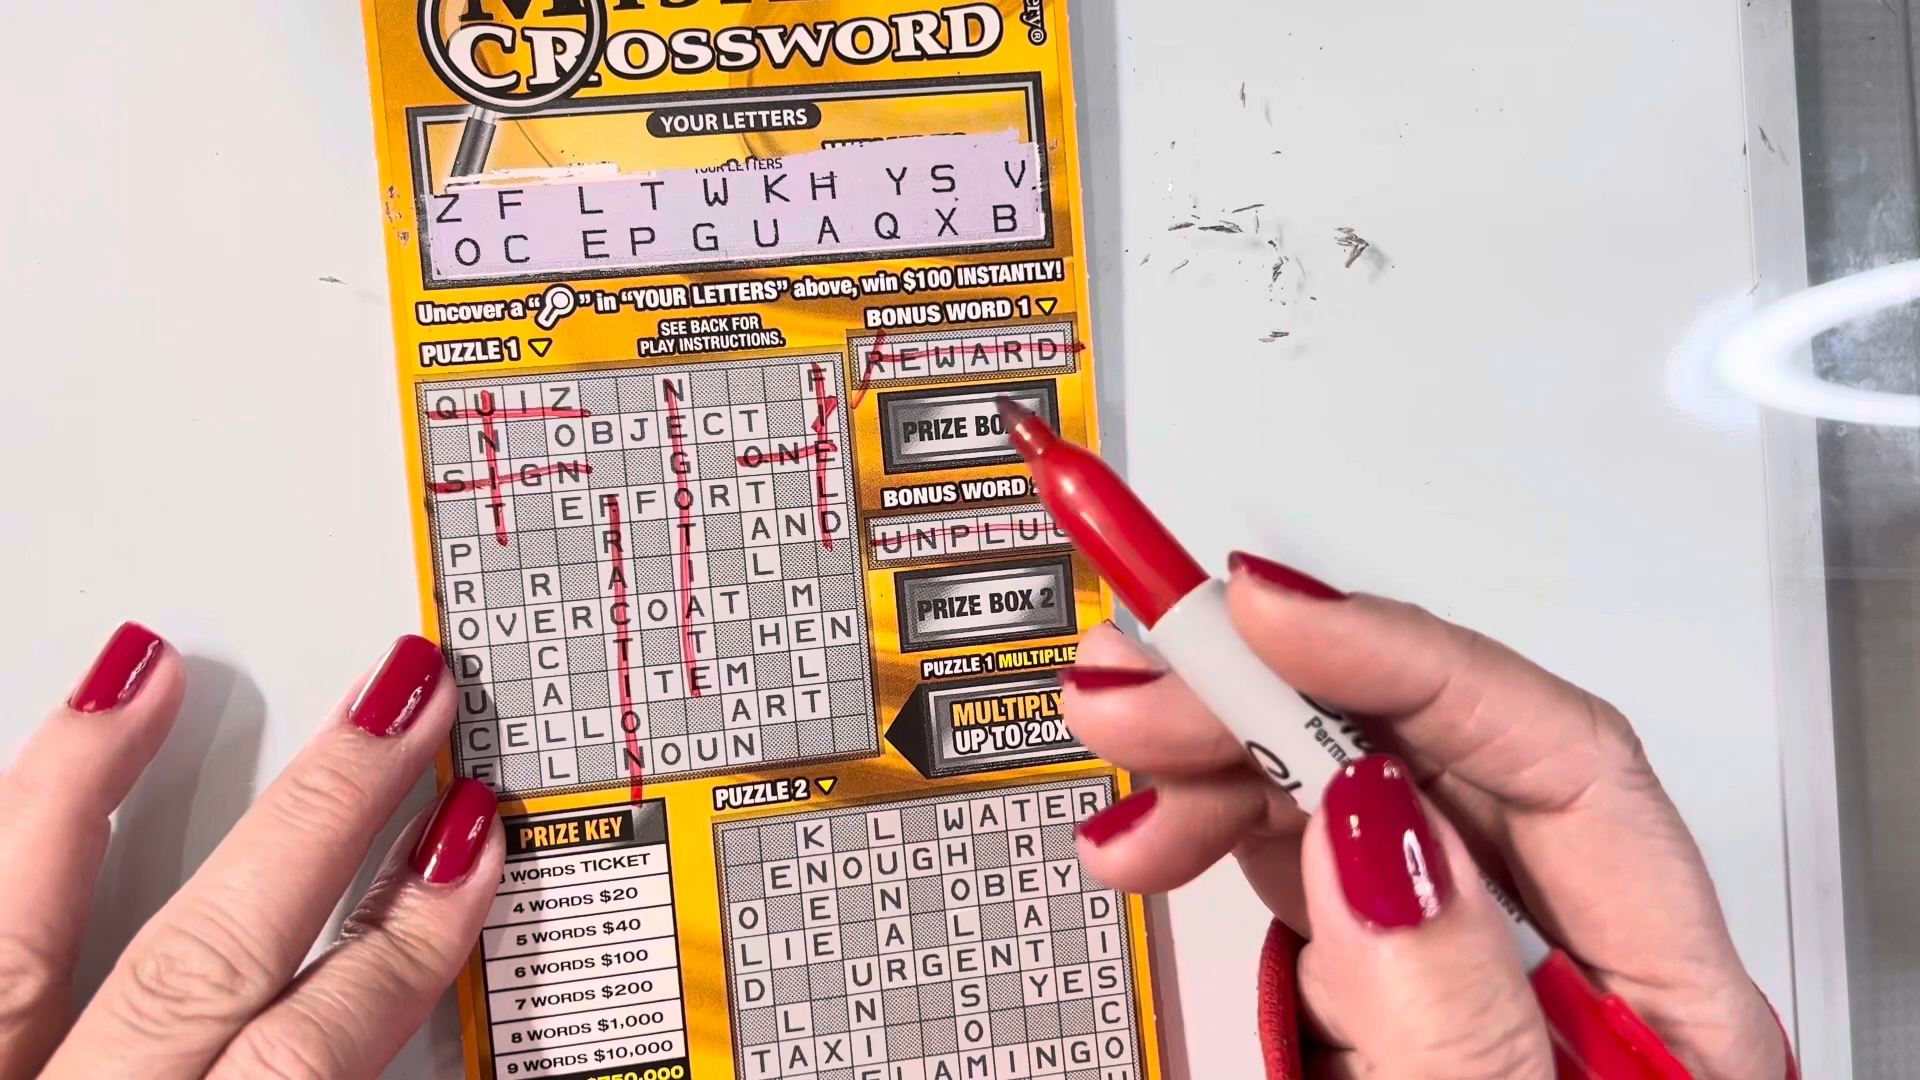 CROSSWORD
YOUR LETTERS
YOUR LETTERS
Z F L T W K H Y S V
O C E P G U A Q X B
Uncover a " " in "YOUR LETTERS" above, win $100 INSTANTLY!
PUZZLE 1
SEE BACK FOR
PLAY INSTRUCTIONS.
BONUS WORD 1
REWARD
PRIZE
BONUS WORD
UNPLU
PRIZE BOX 2
PUZZLE 1
MULTIPLY
UP TO 20X
Q U I Z N F
N O B J E C T I
S I G N G O N E
T E F F O R T L
P R T A N D
R R A I L
O V E R C O A T M
D C T T H E N
U A I T E M L
C E L L O A R T
E L N O U N
PRIZE KEY
WORDS TICKET
4 WORDS $20
5 WORDS $40
6 WORDS $100
7 WORDS $200
8 WORDS $1,000
9 WORDS $10,000
PUZZLE 2
K L W A T E R
E N O U G H R
O E N O B E Y
L I E A L A D
D U R G E N T I
L N S Y E S
T A X I O C
L A M I N G O